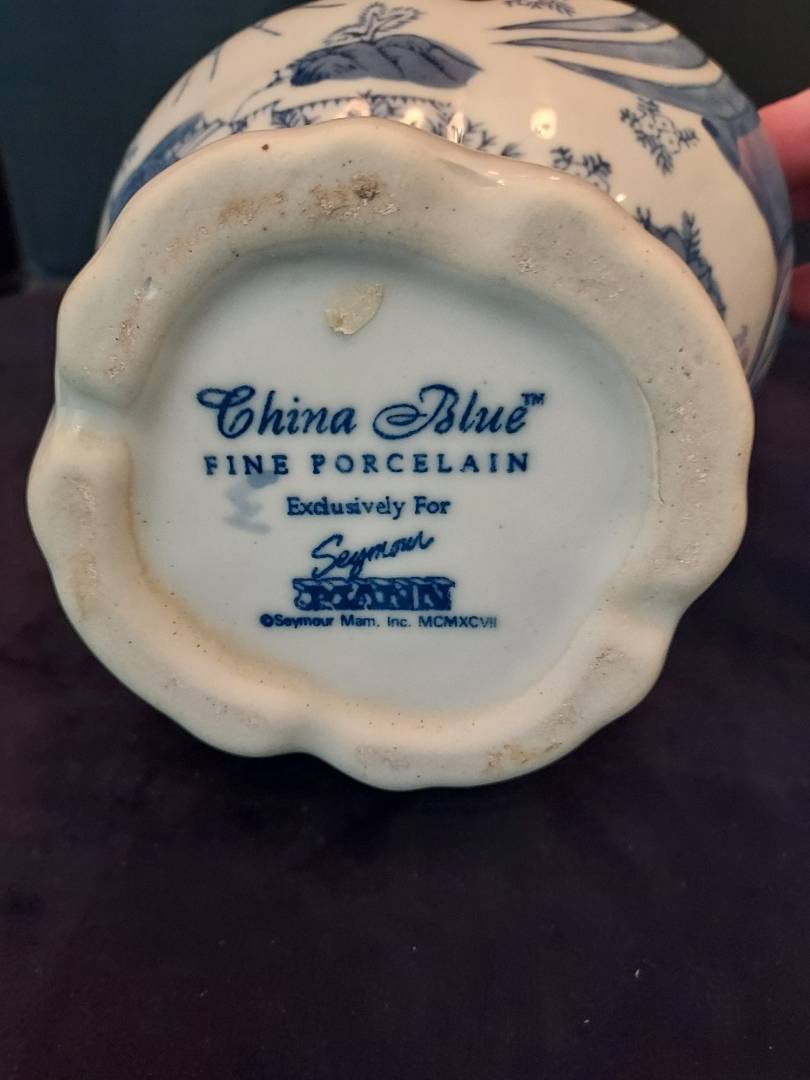 China Blue™
FINE PORCELAIN
Exclusively For
Seymour
MANN
©Seymour Mann, Inc. MCMXCVII